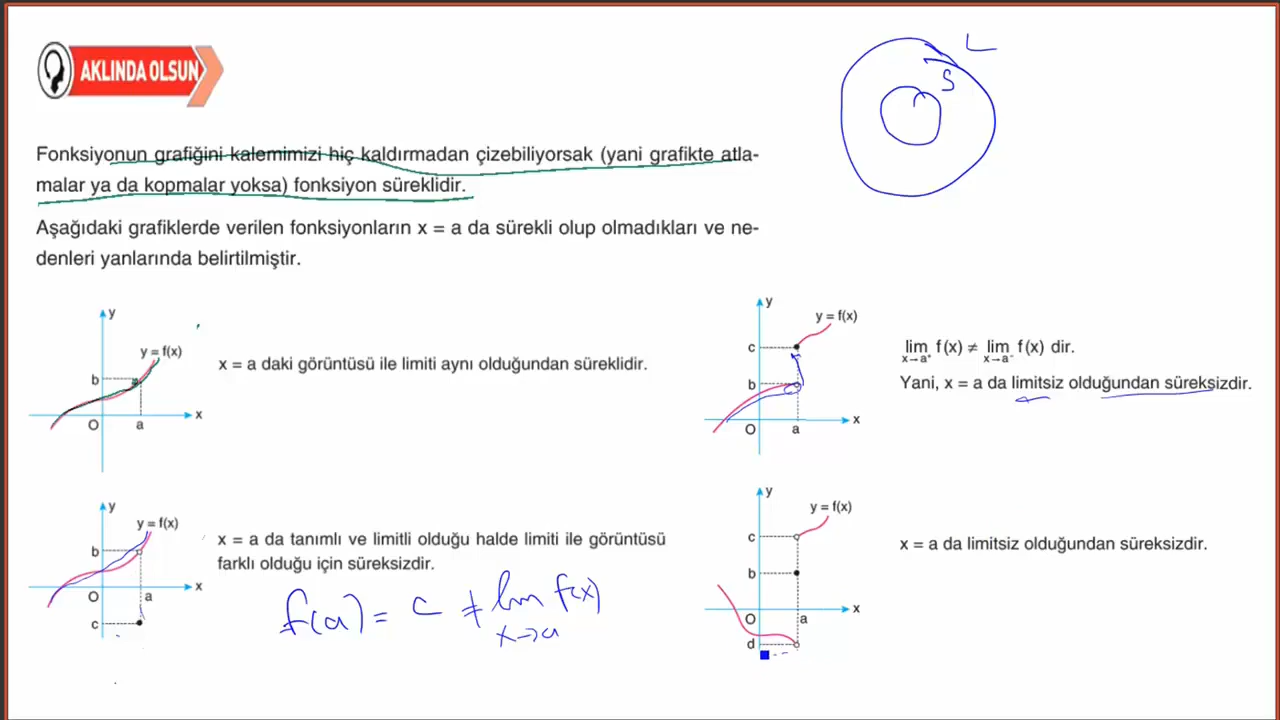 AKLINDA OLSUN
L
S
Fonksiyonun grafiğini kalemimizi hiç kaldırmadan çizebiliyorsak (yani grafikte atla-
malar ya da kopmalar yoksa) fonksiyon süreklidir.
Aşağıdaki grafiklerde verilen fonksiyonların x = a da sürekli olup olmadıkları ve ne-
denleri yanlarında belirtilmiştir.
y
y = f(x)
b
x
O
a
x = a daki görüntüsü ile limiti aynı olduğundan süreklidir.
y
y = f(x)
c
b
x
O
a
lim f(x) ≠ lim f(x) dir.
x→a⁺ x→a⁻
Yani, x = a da limitsiz olduğundan süreksizdir.
y
y = f(x)
b
x
O
a
c
x = a da tanımlı ve limitli olduğu halde limiti ile görüntüsü
farklı olduğu için süreksizdir.
f(a) = c ≠ lim f(x)
x→a
y
y = f(x)
c
b
x
O
a
d
x = a da limitsiz olduğundan süreksizdir.